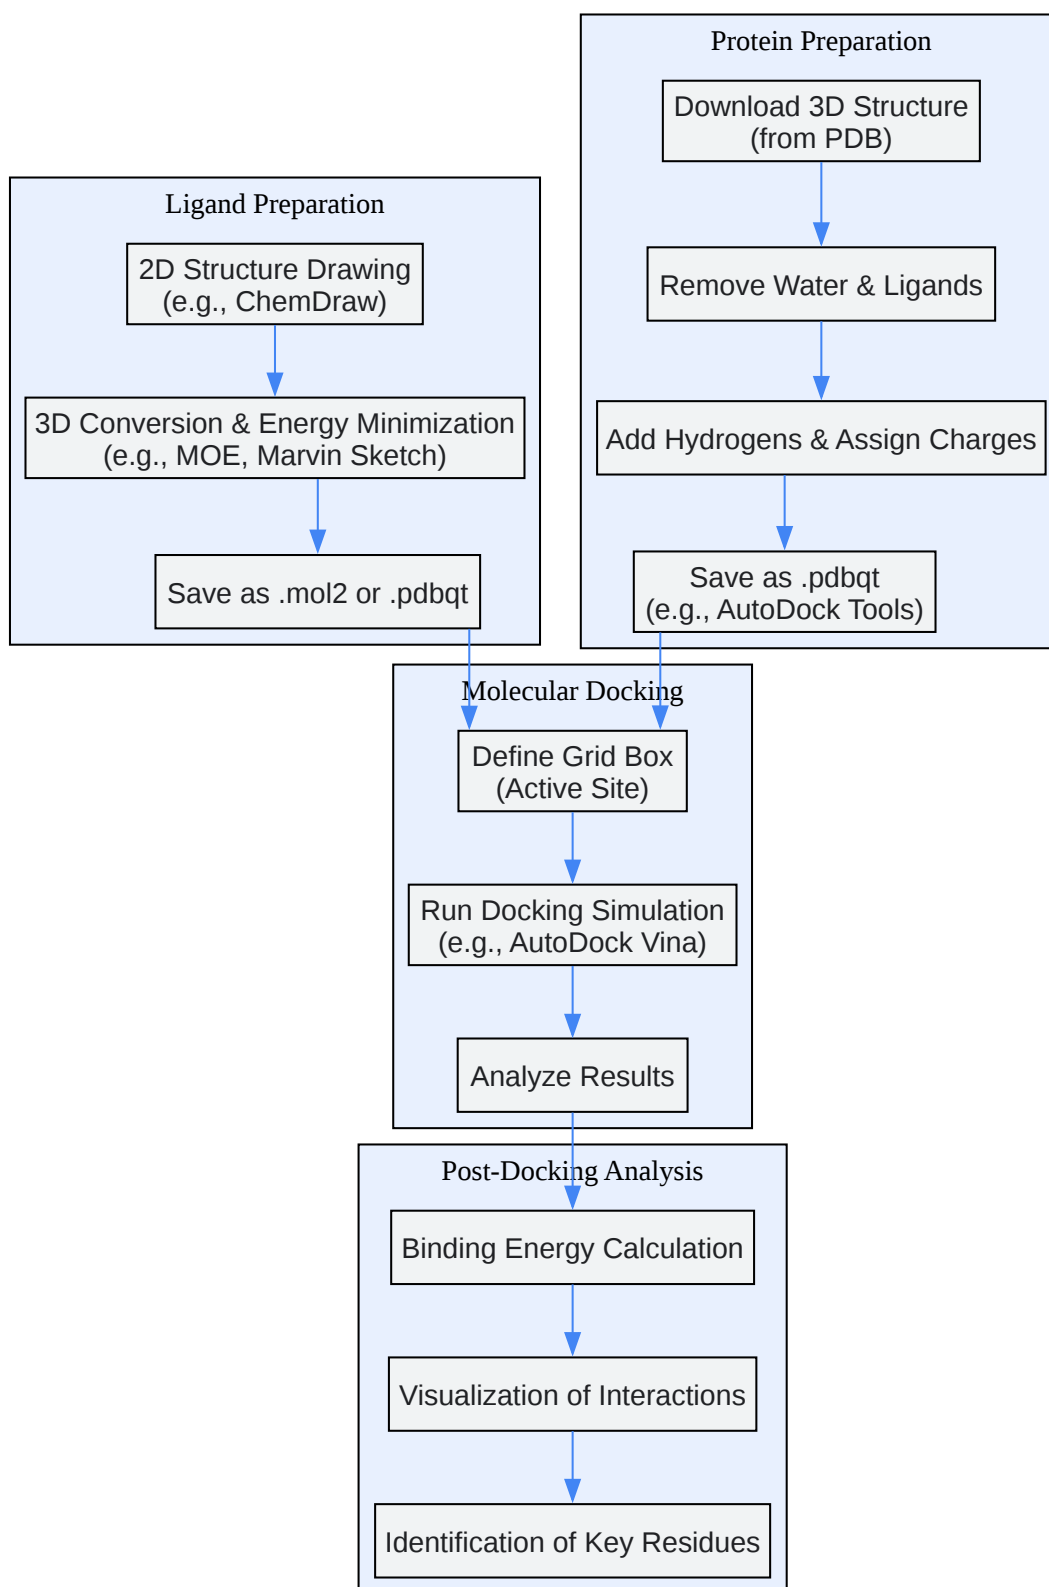 Protein Preparation
Download 3D Structure
(from PDB)
Remove Water & Ligands
Add Hydrogens & Assign Charges
Save as .pdbqt
(e.g., AutoDock Tools)
Ligand Preparation
2D Structure Drawing
(e.g., ChemDraw)
3D Conversion & Energy Minimization
(e.g., MOE, Marvin Sketch)
Save as .mol2 or .pdbqt
Molecular Docking
Define Grid Box
(Active Site)
Run Docking Simulation
(e.g., AutoDock Vina)
Analyze Results
Post-Docking Analysis
Binding Energy Calculation
Visualization of Interactions
Identification of Key Residues